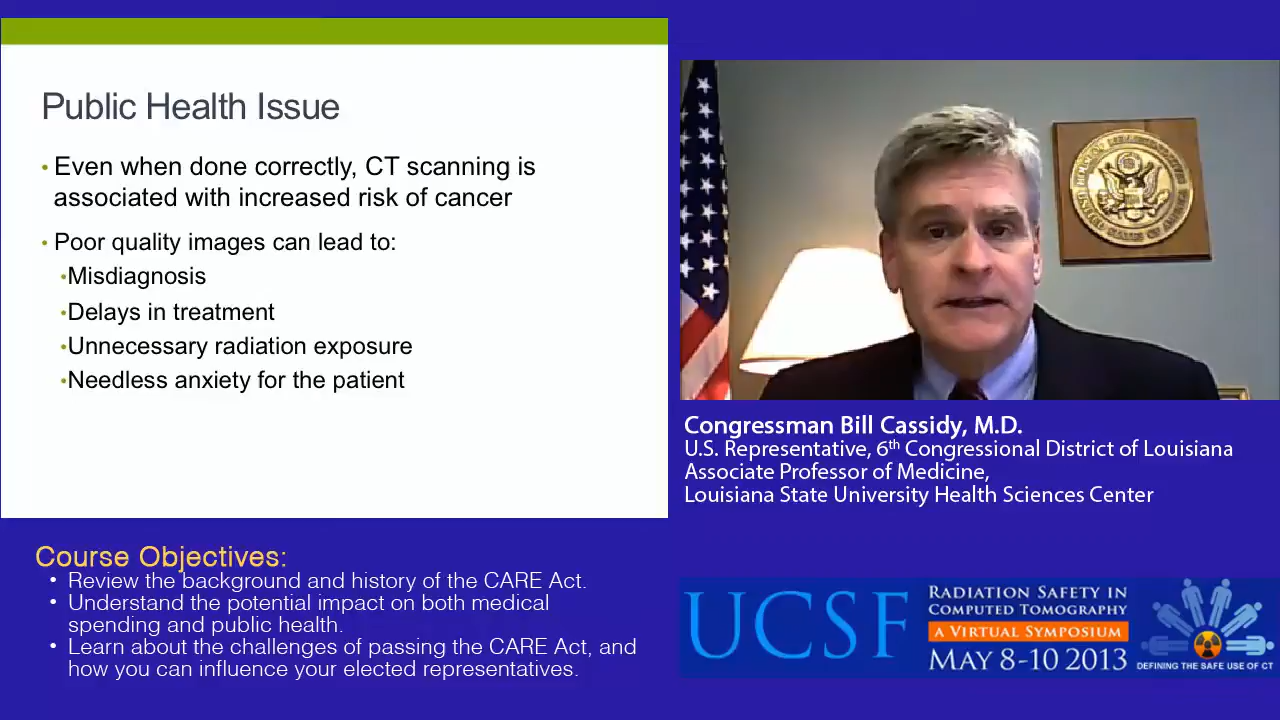 Public Health Issue
• Even when done correctly, CT scanning is
associated with increased risk of cancer
• Poor quality images can lead to:
•Misdiagnosis
•Delays in treatment
•Unnecessary radiation exposure
•Needless anxiety for the patient
Congressman Bill Cassidy, M.D.
U.S. Representative, 6th Congressional District of Louisiana
Associate Professor of Medicine,
Louisiana State University Health Sciences Center
Course Objectives:
• Review the background and history of the CARE Act.
• Understand the potential impact on both medical
spending and public health.
• Learn about the challenges of passing the CARE Act, and
how you can influence your elected representatives.
UCSF
RADIATION SAFETY IN
COMPUTED TOMOGRAPHY
A VIRTUAL SYMPOSIUM
MAY 8-10 2013
DEFINING THE SAFE USE OF CT